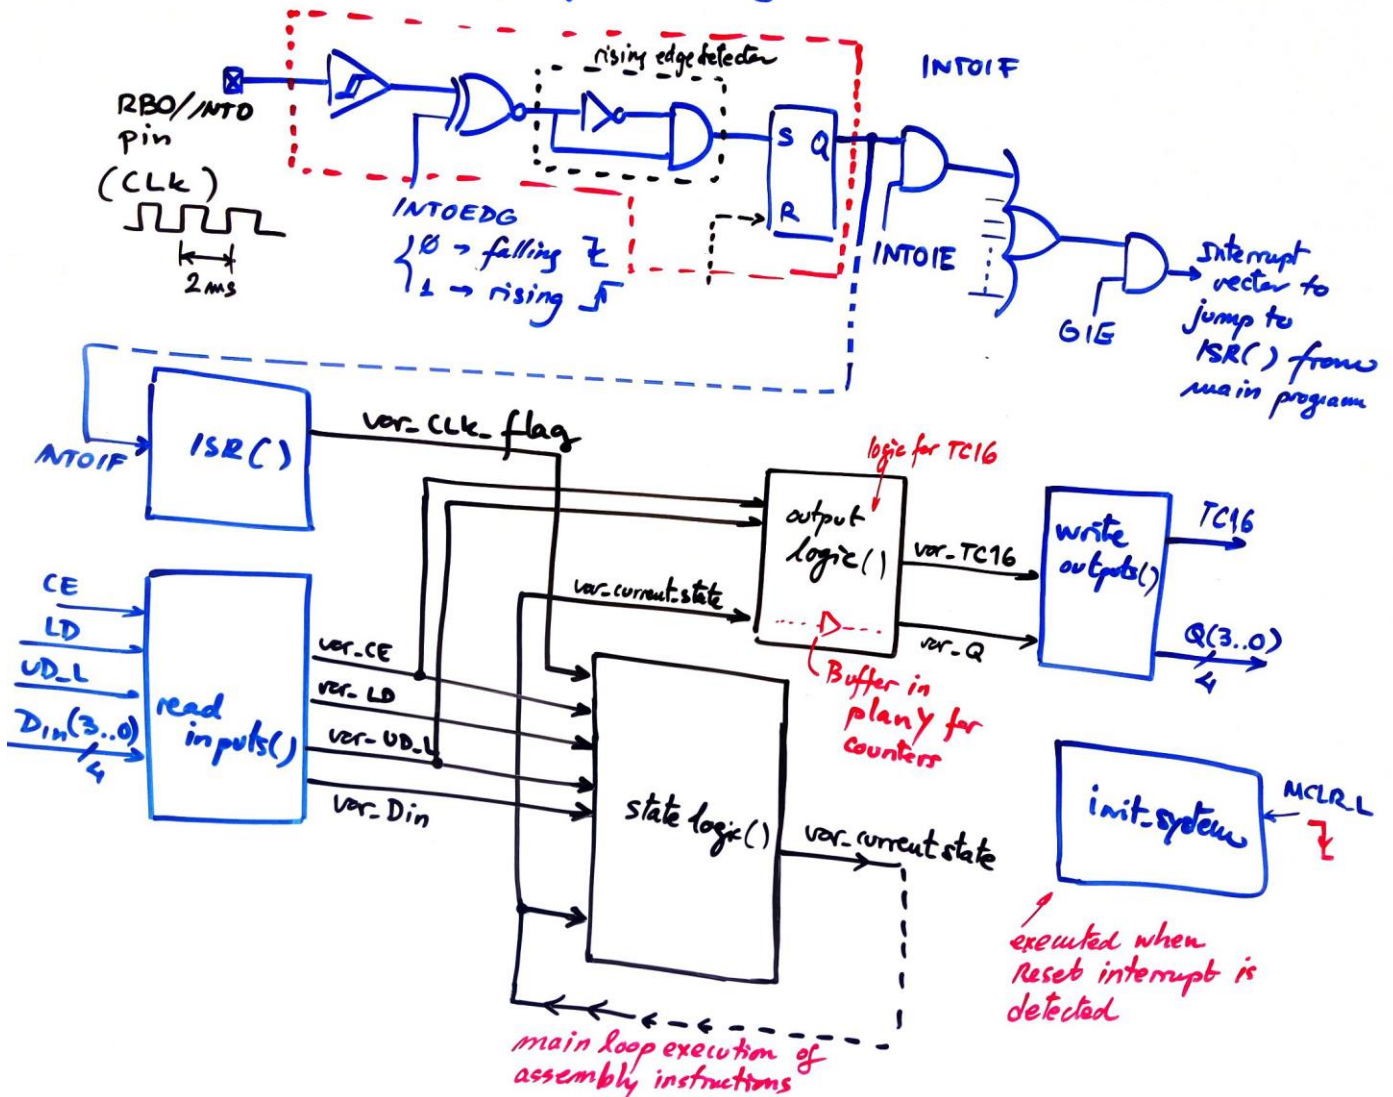 rising edge detector
INT0IF
RB0/INT0
pin
(CLK)
2 ms
INT0EDG
0 → falling
1 → rising
S Q
R
INT0IE
GIE
Interrupt
vector to
jump to
ISR() from
main program
INT0IF
ISR()
var_CLK_flag
logic for TC16
output
logic()
var_TC16
var_Q
write
outputs()
TC16
Q(3..0)
4
var_current_state
Buffer in
plan Y for
counters
CE
LD
UD_L
Din(3..0)
4
read
inputs()
var_CE
var_LD
var_UD_L
var_Din
state logic()
var_current state
init_system
MCLR_L
executed when
Reset interrupt is
detected
main loop execution of
assembly instructions